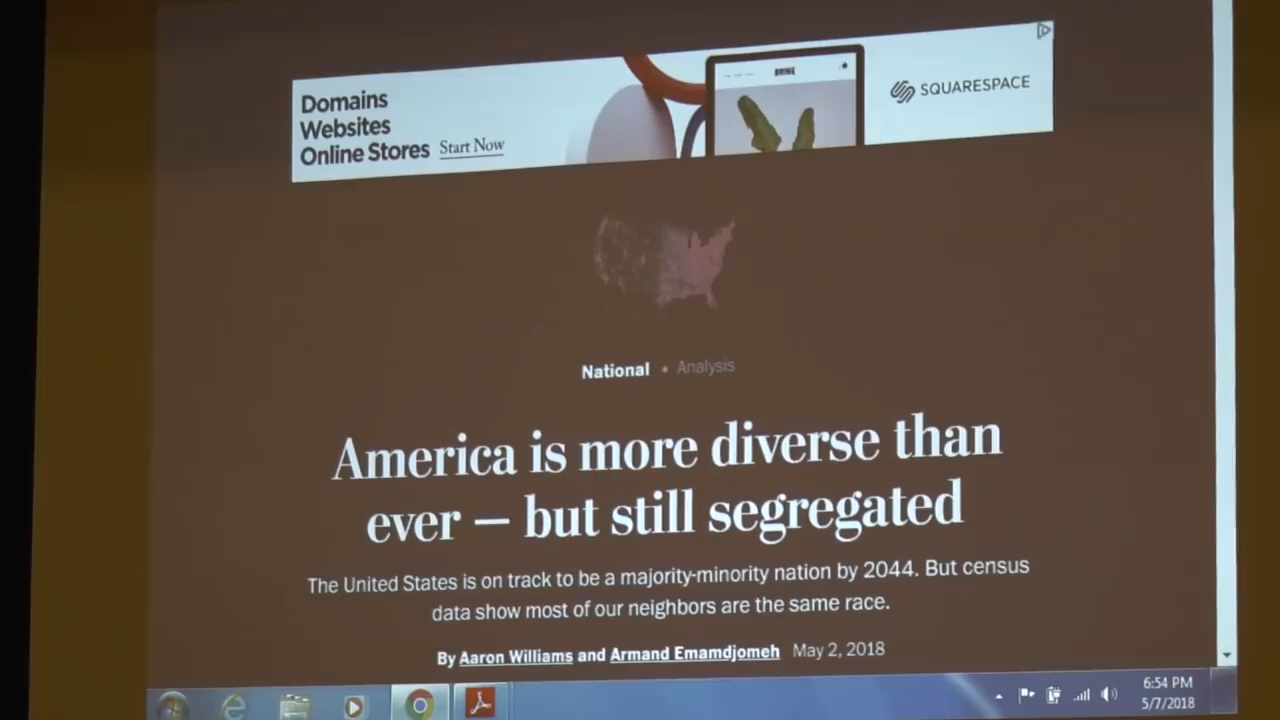 Domains
Websites
Online Stores Start Now
SQUARESPACE
National • Analysis
America is more diverse than
ever — but still segregated
The United States is on track to be a majority-minority nation by 2044. But census
data show most of our neighbors are the same race.
By Aaron Williams and Armand Emamdjomeh May 2, 2018
6:54 PM
5/7/2018